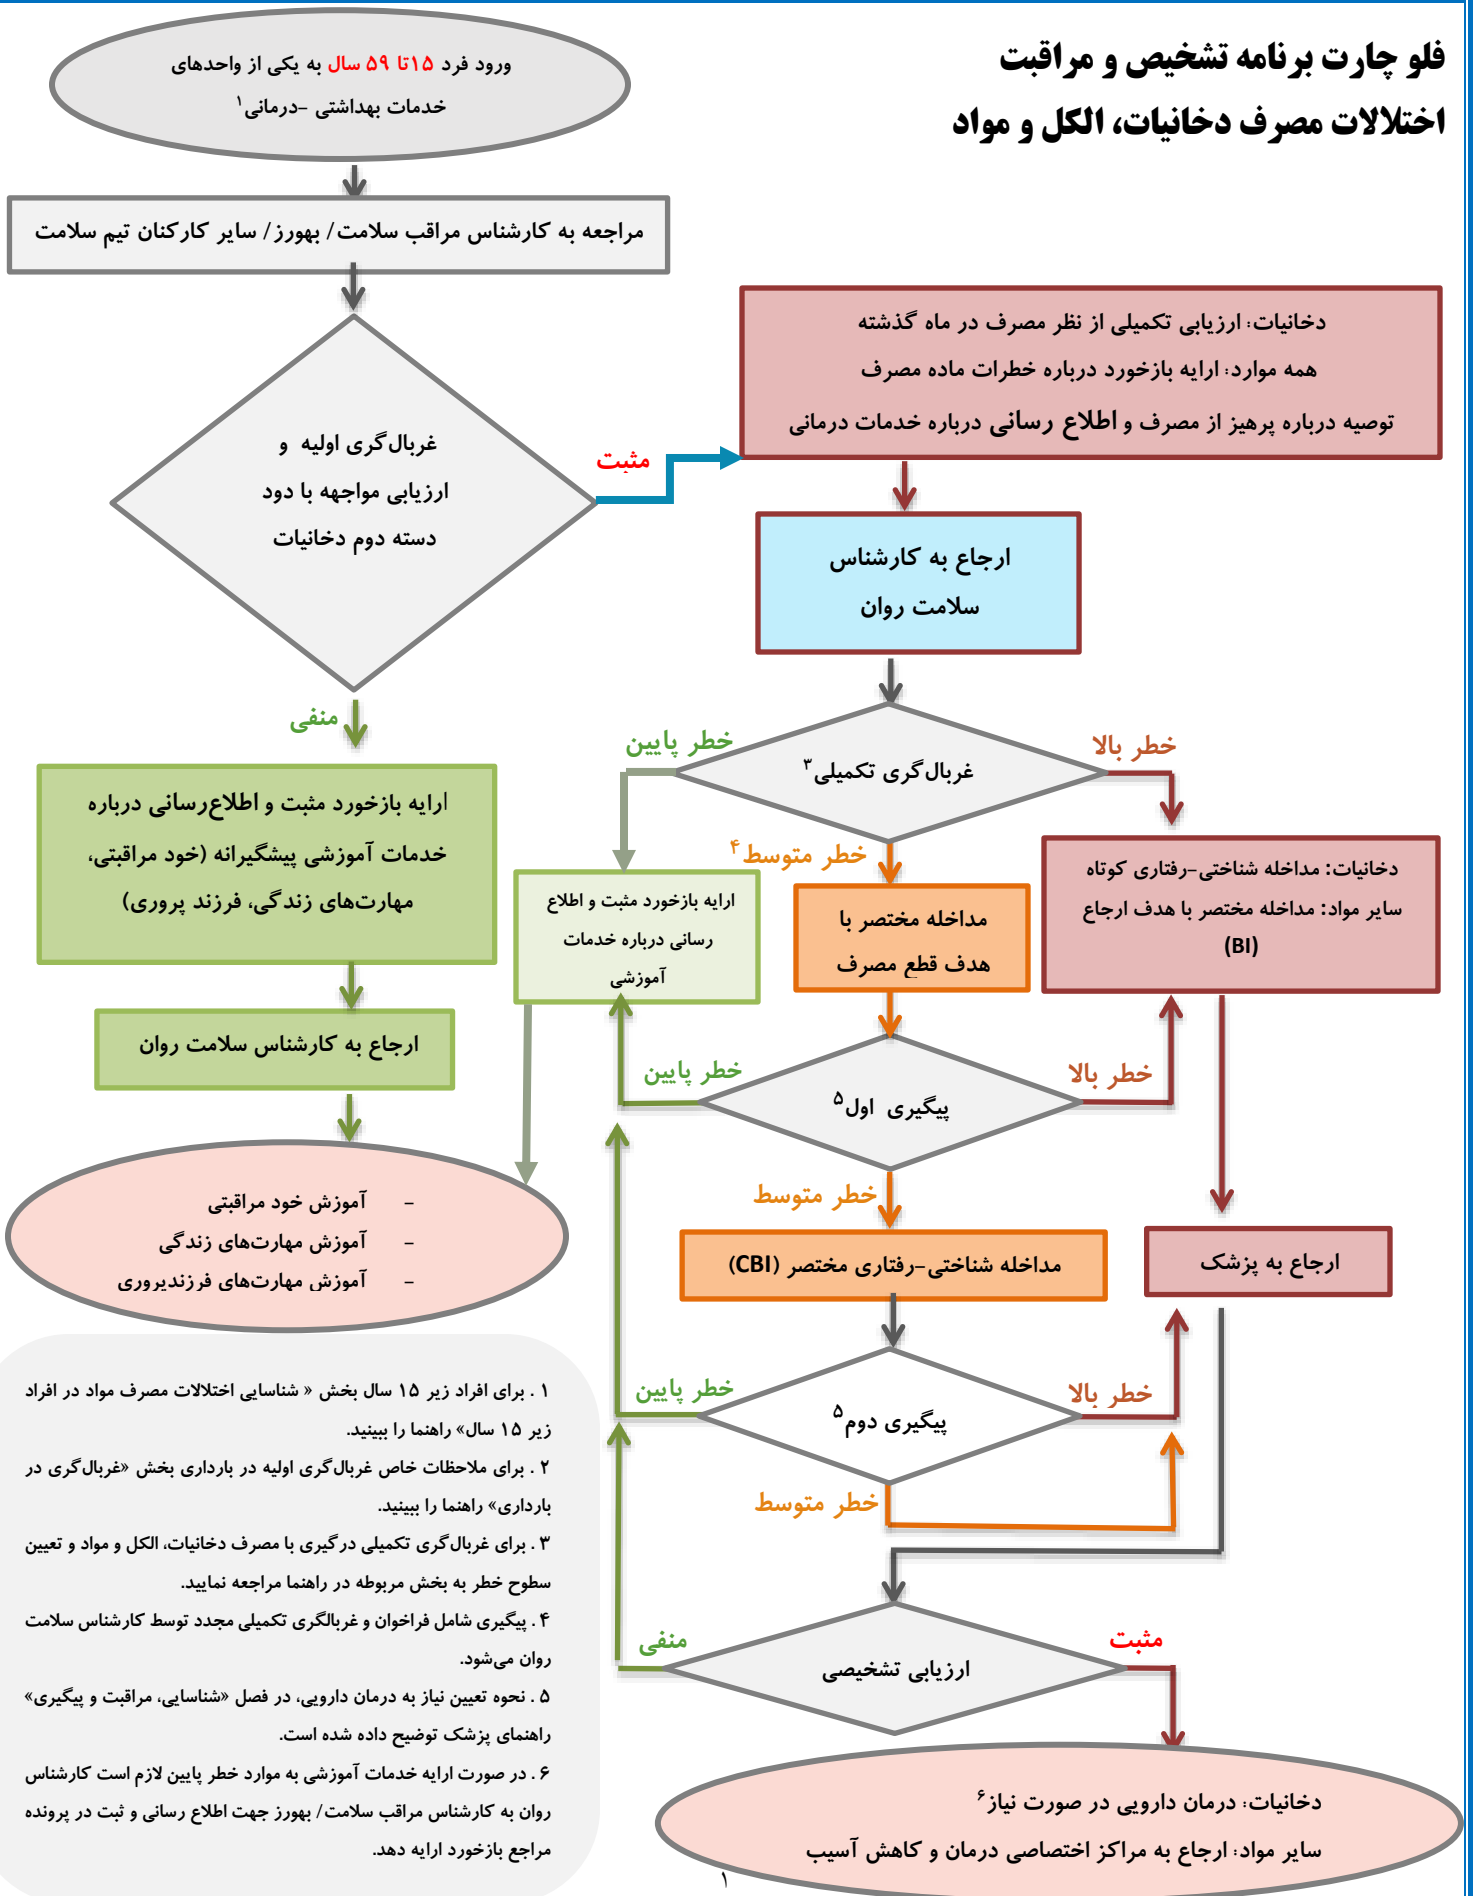 فلو چارت برنامه تشخیص و مراقبت
اختلالات مصرف دخانیات، الکل و مواد
ورود فرد ۱۵تا ۵۹ سال به یکی از واحدهای
خدمات بهداشتی -درمانی۱
مراجعه به کارشناس مراقب سلامت/ بهورز/ سایر کارکنان تیم سلامت
غربال‌گری اولیه و
ارزیابی مواجهه با دود
دسته دوم دخانیات
مثبت
دخانیات: ارزیابی تکمیلی از نظر مصرف در ماه گذشته
همه موارد: ارایه بازخورد درباره خطرات ماده مصرف
توصیه درباره پرهیز از مصرف و اطلاع رسانی درباره خدمات درمانی
ارجاع به کارشناس
سلامت روان
منفی
ارایه بازخورد مثبت و اطلاع‌رسانی درباره
خدمات آموزشی پیشگیرانه (خود مراقبتی،
مهارت‌های زندگی، فرزند پروری)
ارجاع به کارشناس سلامت روان
- آموزش خود مراقبتی
- آموزش مهارت‌های زندگی
- آموزش مهارت‌های فرزندپروری
غربال‌گری تکمیلی۳
خطر بالا
خطر پایین
خطر متوسط۴
دخانیات: مداخله شناختی-رفتاری کوتاه
سایر مواد: مداخله مختصر با هدف ارجاع
(BI)
مداخله مختصر با
هدف قطع مصرف
ارایه بازخورد مثبت و اطلاع
رسانی درباره خدمات
آموزشی
پیگیری اول۵
خطر بالا
خطر پایین
خطر متوسط
مداخله شناختی-رفتاری مختصر (CBI)
ارجاع به پزشک
پیگیری دوم۵
خطر بالا
خطر پایین
خطر متوسط
ارزیابی تشخیصی
مثبت
منفی
دخانیات: درمان دارویی در صورت نیاز۶
سایر مواد: ارجاع به مراکز اختصاصی درمان و کاهش آسیب
۱ . برای افراد زیر ۱۵ سال بخش « شناسایی اختلالات مصرف مواد در افراد
زیر ۱۵ سال» راهنما را ببینید.
۲ . برای ملاحظات خاص غربال‌گری اولیه در بارداری بخش «غربال‌گری در
بارداری» راهنما را ببینید.
۳ . برای غربال‌گری تکمیلی درگیری با مصرف دخانیات، الکل و مواد و تعیین
سطوح خطر به بخش مربوطه در راهنما مراجعه نمایید.
۴ . پیگیری شامل فراخوان و غربالگری تکمیلی مجدد توسط کارشناس سلامت
روان می‌شود.
۵ . نحوه تعیین نیاز به درمان دارویی، در فصل «شناسایی، مراقبت و پیگیری»
راهنمای پزشک توضیح داده شده است.
۶ . در صورت ارایه خدمات آموزشی به موارد خطر پایین لازم است کارشناس
روان به کارشناس مراقب سلامت/ بهورز جهت اطلاع رسانی و ثبت در پرونده
مراجع بازخورد ارایه دهد.
۱